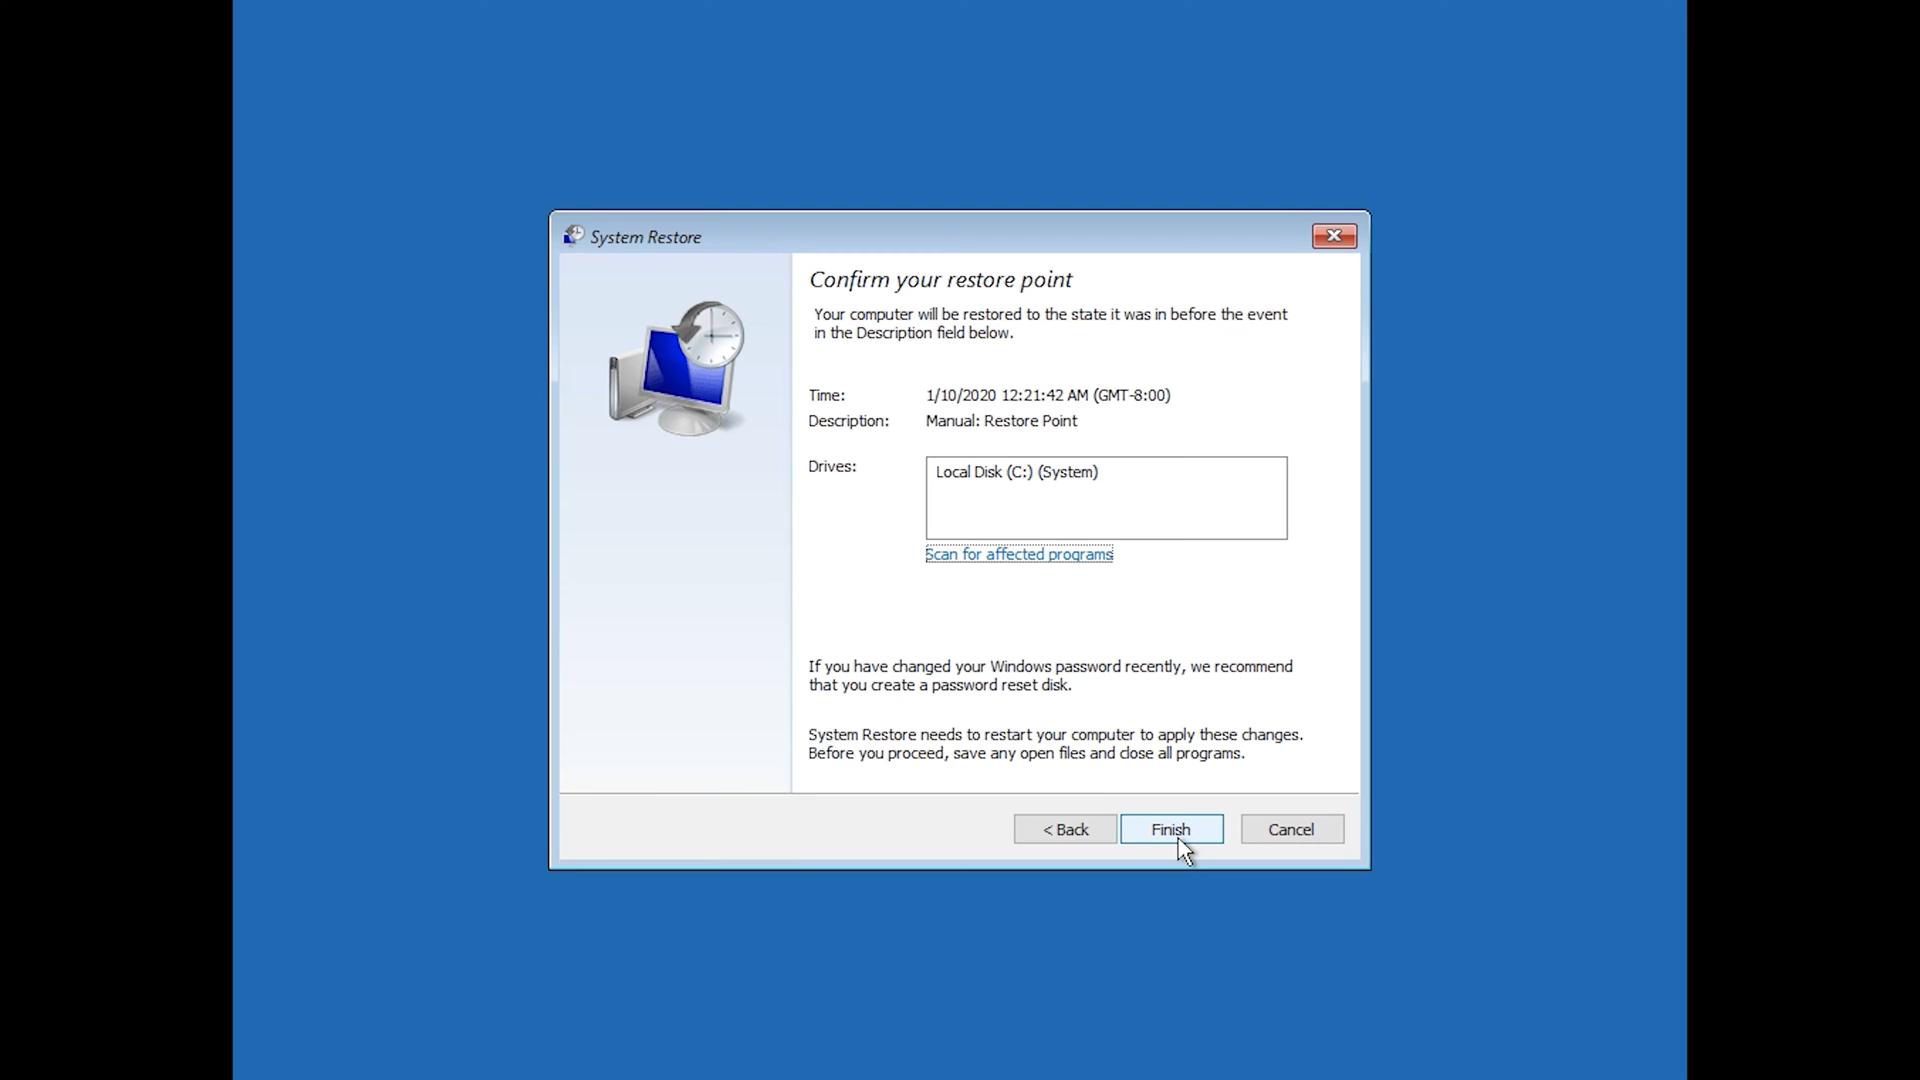 System Restore
Confirm your restore point
Your computer will be restored to the state it was in before the event
in the Description field below.
Time: 1/10/2020 12:21:42 AM (GMT-8:00)
Description: Manual: Restore Point
Drives: Local Disk (C:) (System)
Scan for affected programs
If you have changed your Windows password recently, we recommend
that you create a password reset disk.
System Restore needs to restart your computer to apply these changes.
Before you proceed, save any open files and close all programs.
< Back Finish Cancel